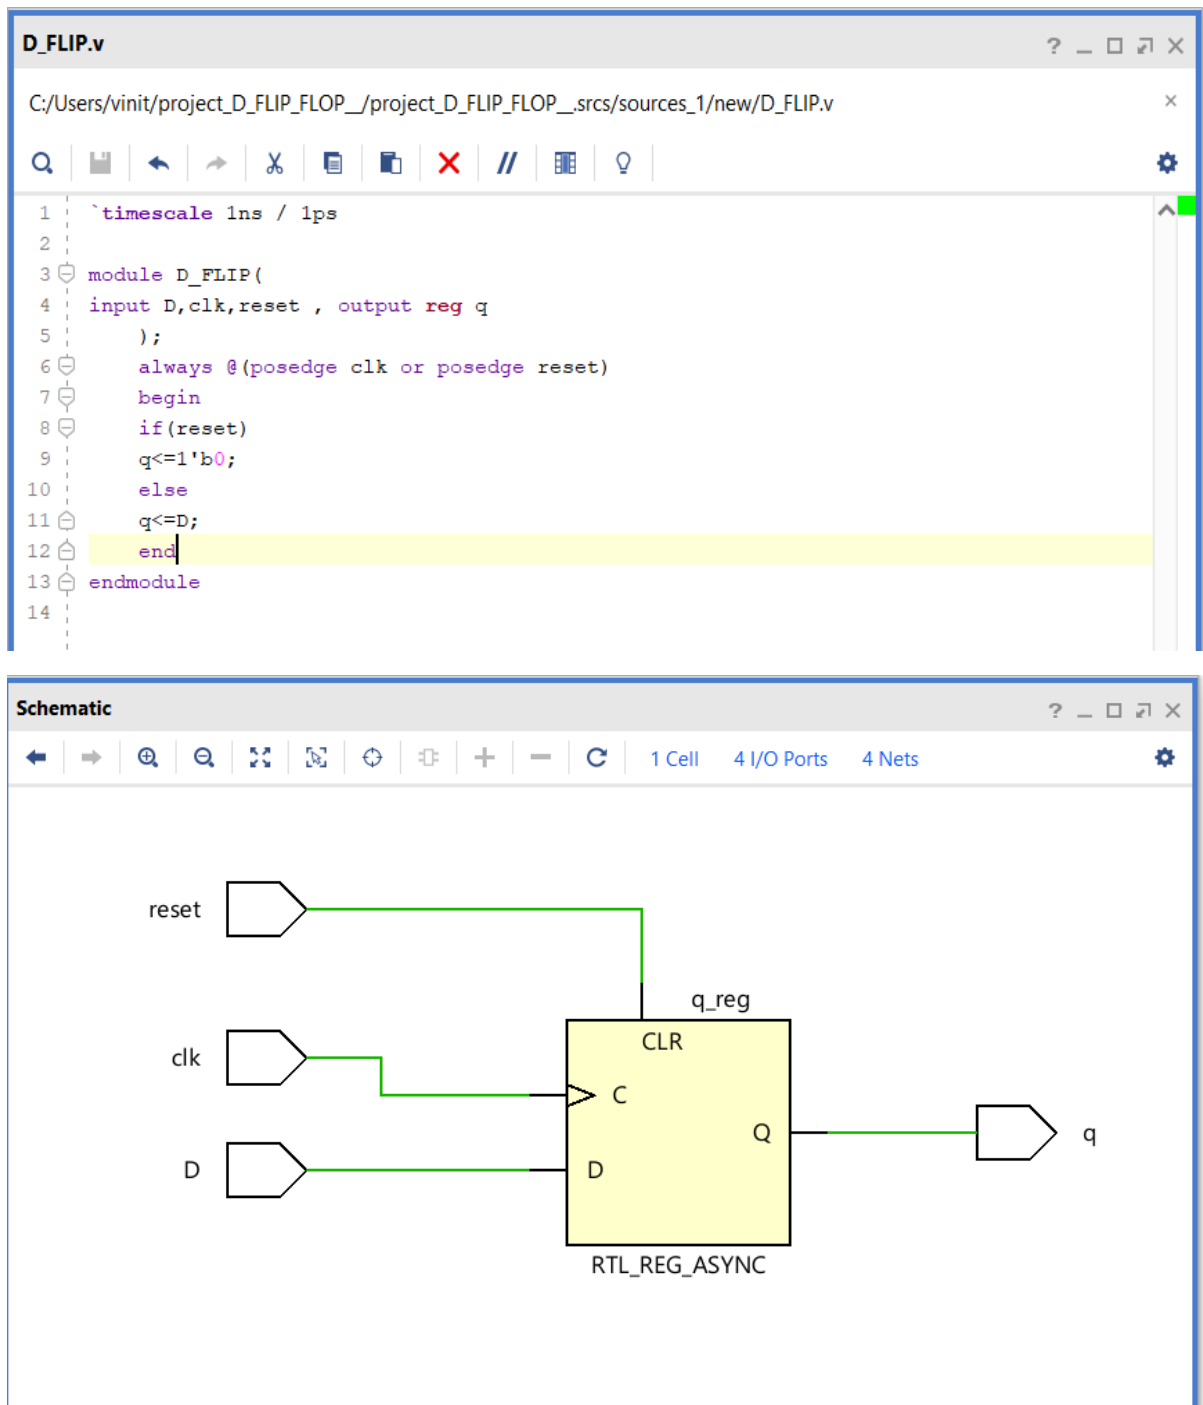 D_FLIP.v
C:/Users/vinit/project_D_FLIP_FLOP__/project_D_FLIP_FLOP__.srcs/sources_1/new/D_FLIP.v
1 `timescale 1ns / 1ps
2
3 module D_FLIP(
4 input D,clk,reset , output reg q
5 );
6 always @(posedge clk or posedge reset)
7 begin
8 if(reset)
9 q<=1'b0;
10 else
11 q<=D;
12 end
13 endmodule
14
Schematic
1 Cell 4 I/O Ports 4 Nets
reset
q_reg
CLR
clk
C
Q
q
D
D
RTL_REG_ASYNC